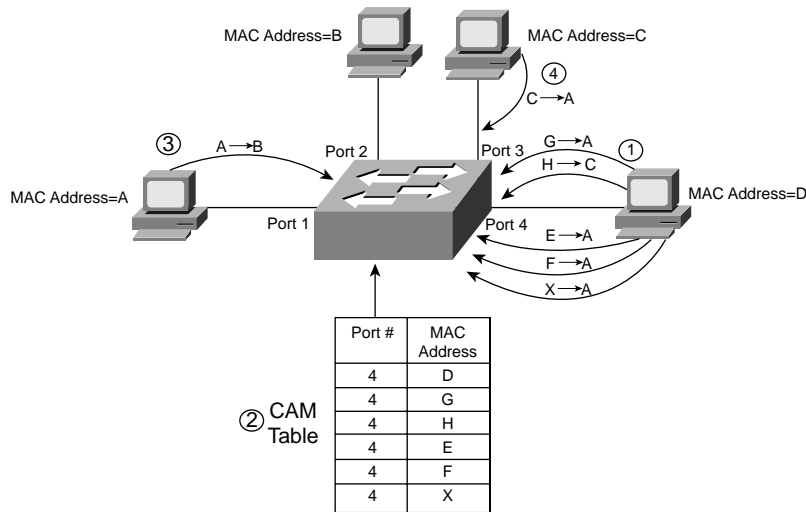 MAC Address=B
MAC Address=C
④
C→A
③
A→B
Port 2
Port 3
G→A
①
H→C
MAC Address=A
MAC Address=D
Port 1
Port 4
E→A
F→A
X→A
Port # MAC Address
4 D
4 G
4 H
4 E
4 F
4 X
② CAM
Table